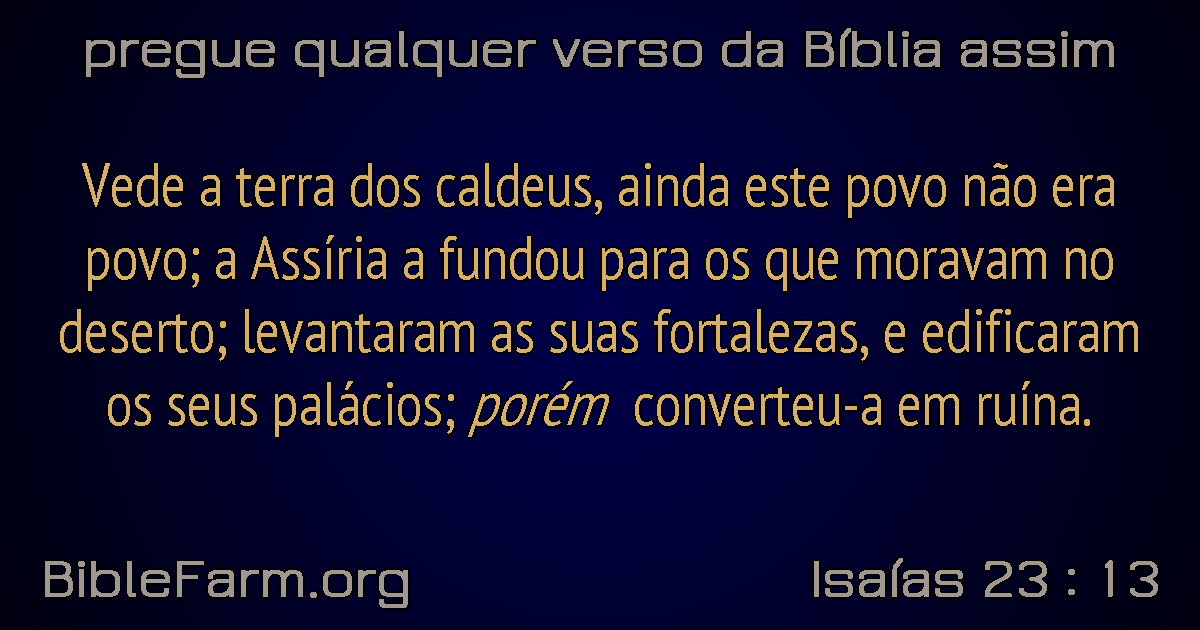 pregue qualquer verso da Bíblia assim
Vede a terra dos caldeus, ainda este povo não era
povo; a Assíria a fundou para os que moravam no
deserto; levantaram as suas fortalezas, e edificaram
os seus palácios; porém converteu-a em ruína.
BibleFarm.org
Isaías 23 : 13